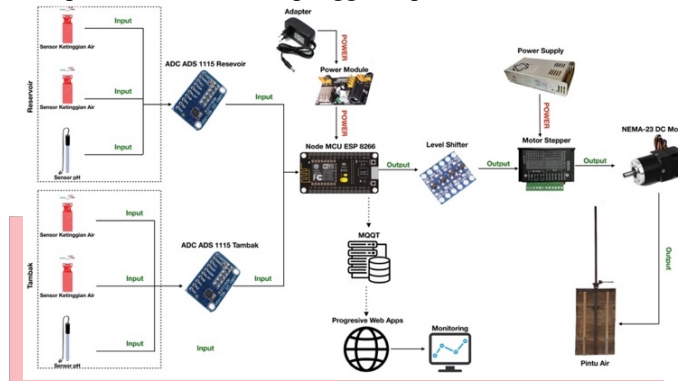 Adapter
Input
Sensor Ketinggian Air
ADC ADS 1115 Resevoir
POWER
Power Module
Power Supply
Reservoir
Input
Input
Sensor Ketinggian Air
POWER
POWER
Node MCU ESP 8266
Level Shifter
Motor Stepper
NEMA-23 DC Mo
Input
Output
Output
Output
Sensor pH
Input
Sensor Ketinggian Air
ADC ADS 1115 Tambak
MQQT
Output
Tambak
Input
Input
Sensor Ketinggian Air
Progresive Web Apps
Monitoring
Input
Input
Sensor pH
Pintu Air